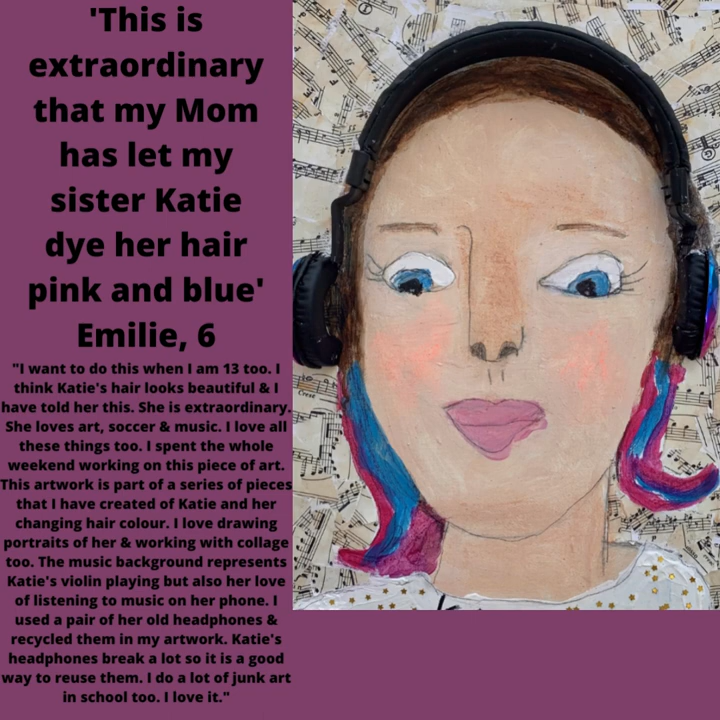 'This is
extraordinary
that my Mom
has let my
sister Katie
dye her hair
pink and blue'
Emilie, 6
"I want to do this when I am 13 too. I
think Katie's hair looks beautiful & I
have told her this. She is extraordinary.
She loves art, soccer & music. I love all
these things too. I spent the whole
weekend working on this piece of art.
This artwork is part of a series of pieces
that I have created of Katie and her
changing hair colour. I love drawing
portraits of her & working with collage
too. The music background represents
Katie's violin playing but also her love
of listening to music on her phone. I
used a pair of her old headphones &
recycled them in my artwork. Katie's
headphones break a lot so it is a good
way to reuse them. I do a lot of junk art
in school too. I love it."
Cresc